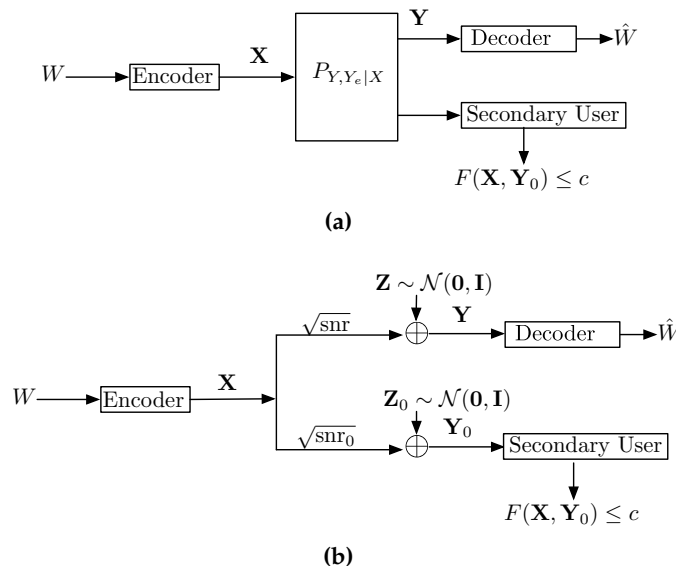 Y
W Encoder X P_{Y,Y_e|X} Decoder Ŵ
Secondary User
F(X, Y_0) ≤ c
(a)
Z ∼ N(0, I)
√snr Y Decoder Ŵ
W Encoder X
Z_0 ∼ N(0, I)
√snr_0 Y_0 Secondary User
F(X, Y_0) ≤ c
(b)